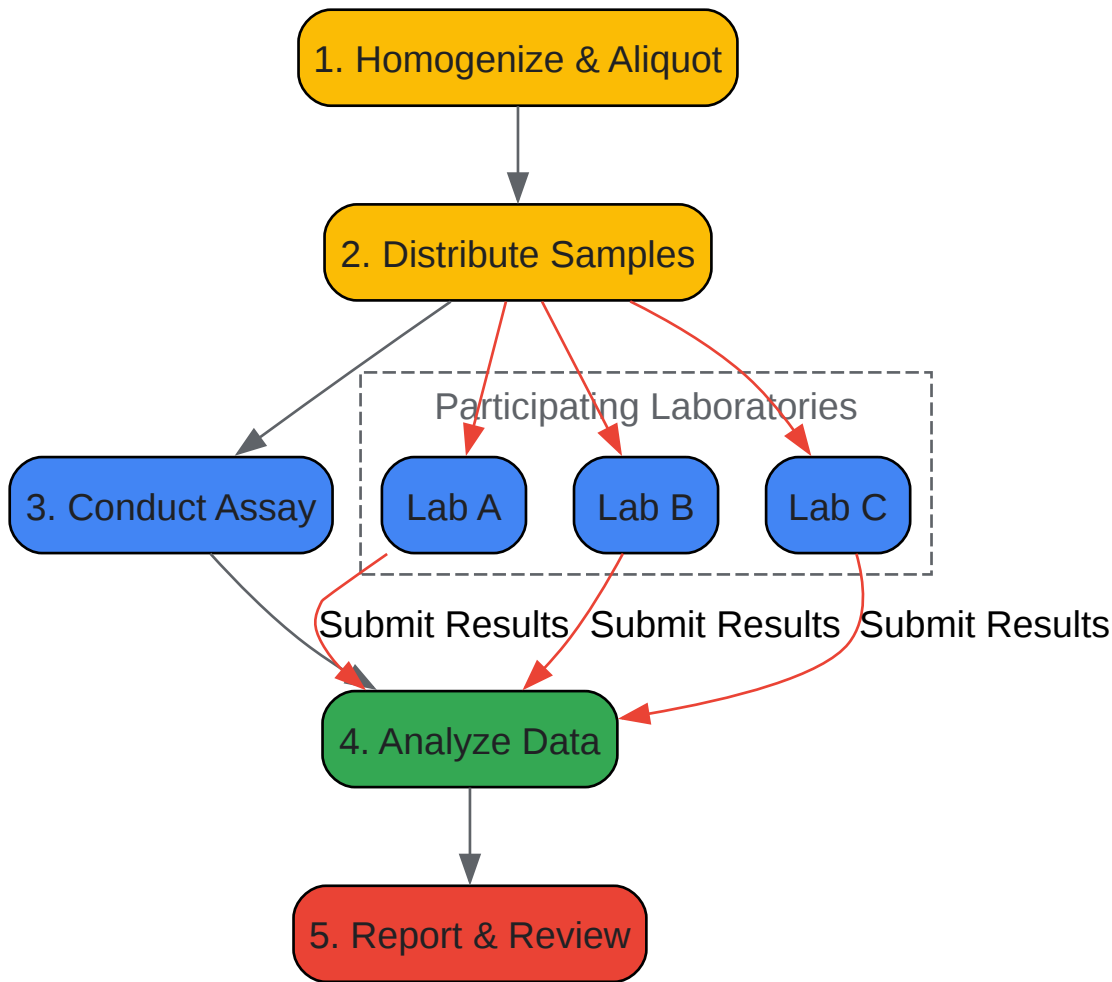 1. Homogenize & Aliquot
2. Distribute Samples
Participating Laboratories
3. Conduct Assay
Lab A
Lab B
Lab C
Submit Results
Submit Results
Submit Results
4. Analyze Data
5. Report & Review